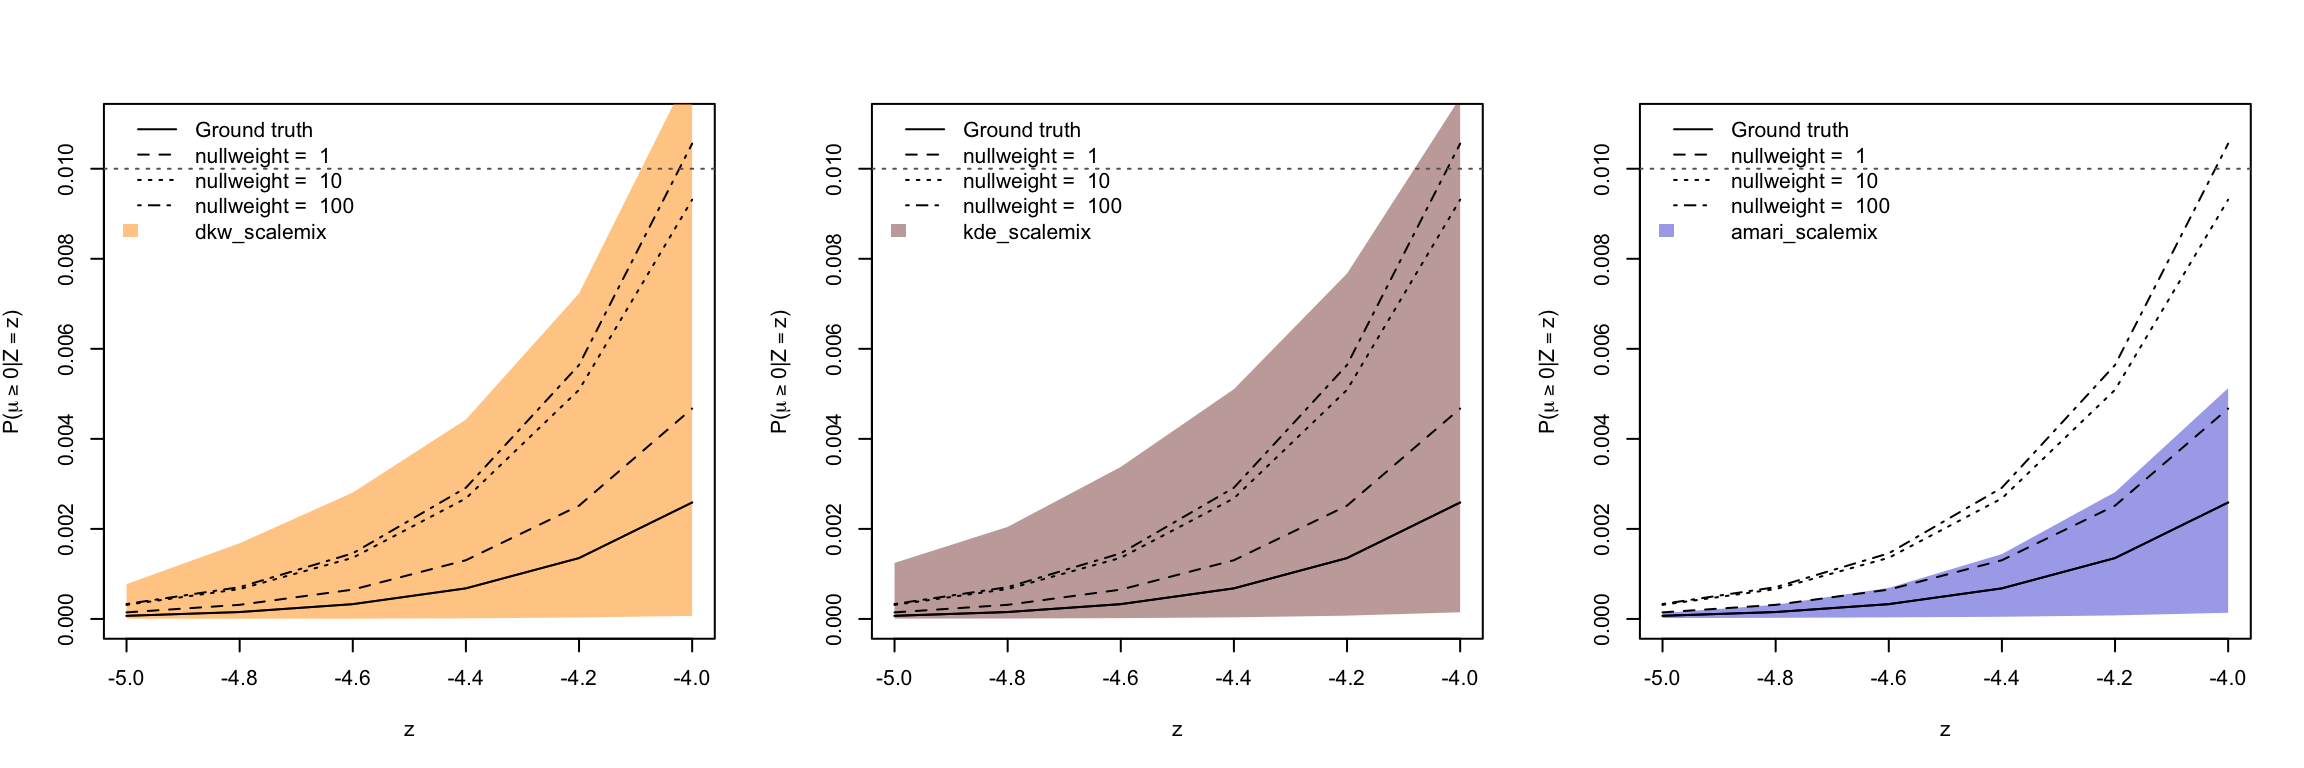 Ground truth
nullweight = 1
nullweight = 10
nullweight = 100
dkw_scalemix
0.010
0.008
0.006
0.004
0.002
0.000
P(μ ≥ 0|Z = z)
-5.0 -4.8 -4.6 -4.4 -4.2 -4.0
z
Ground truth
nullweight = 1
nullweight = 10
nullweight = 100
kde_scalemix
0.010
0.008
0.006
0.004
0.002
0.000
P(μ ≥ 0|Z = z)
-5.0 -4.8 -4.6 -4.4 -4.2 -4.0
z
Ground truth
nullweight = 1
nullweight = 10
nullweight = 100
amari_scalemix
0.010
0.008
0.006
0.004
0.002
0.000
P(μ ≥ 0|Z = z)
-5.0 -4.8 -4.6 -4.4 -4.2 -4.0
z